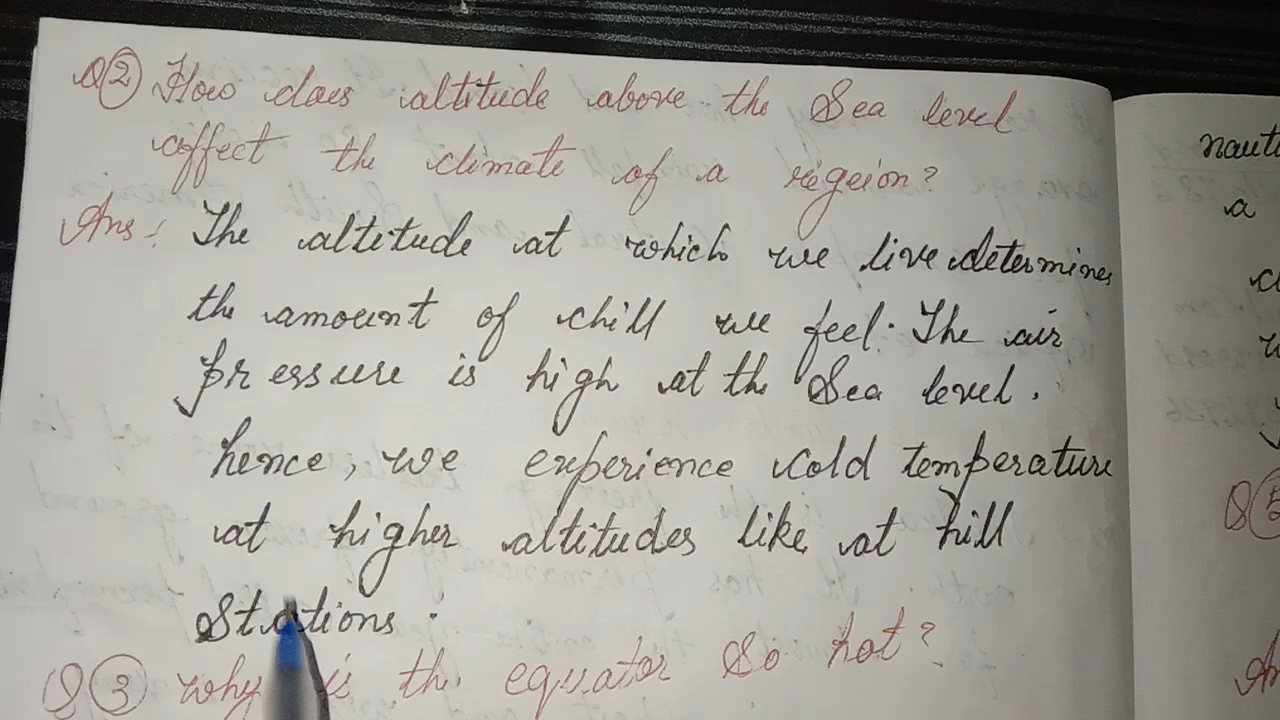 Q② How does altitude above the Sea level
affect the climate of a rigeion?
Ans: The altitude at which we live determines
the amount of chill we feel. The air
pressure is high at the Sea level.
hence, we experience cold temperature
at higher altitudes like at hill
Stations.
Q③ why is the equator So hot?
a